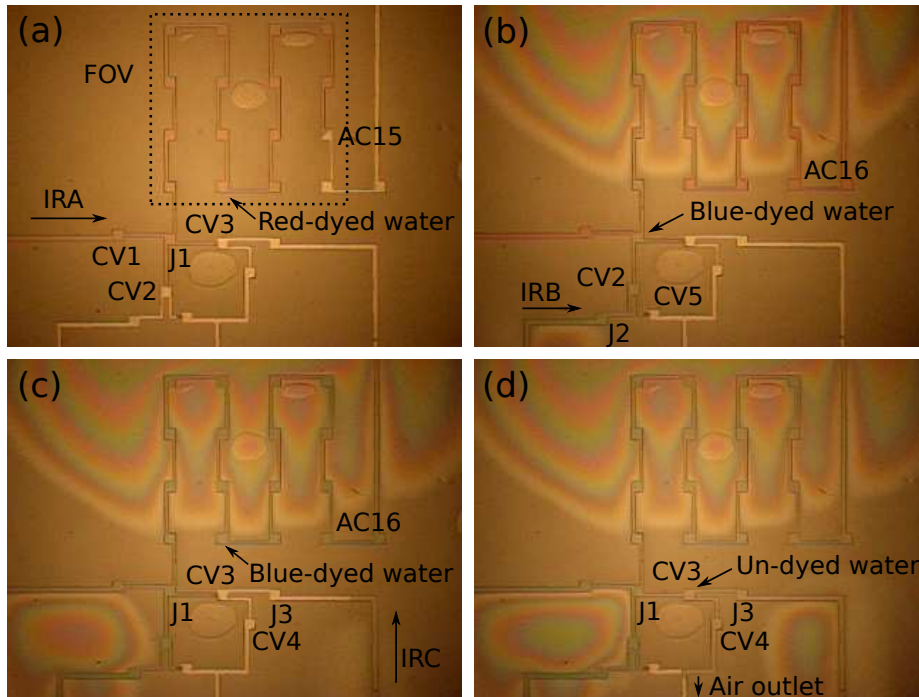 (a)
FOV
AC15
IRA
CV3
Red-dyed water
CV1
J1
CV2
(b)
AC16
Blue-dyed water
CV2
CV5
IRB
J2
(c)
AC16
CV3
Blue-dyed water
J1
J3
CV4
IRC
(d)
CV3
Un-dyed water
J1
J3
CV4
Air outlet